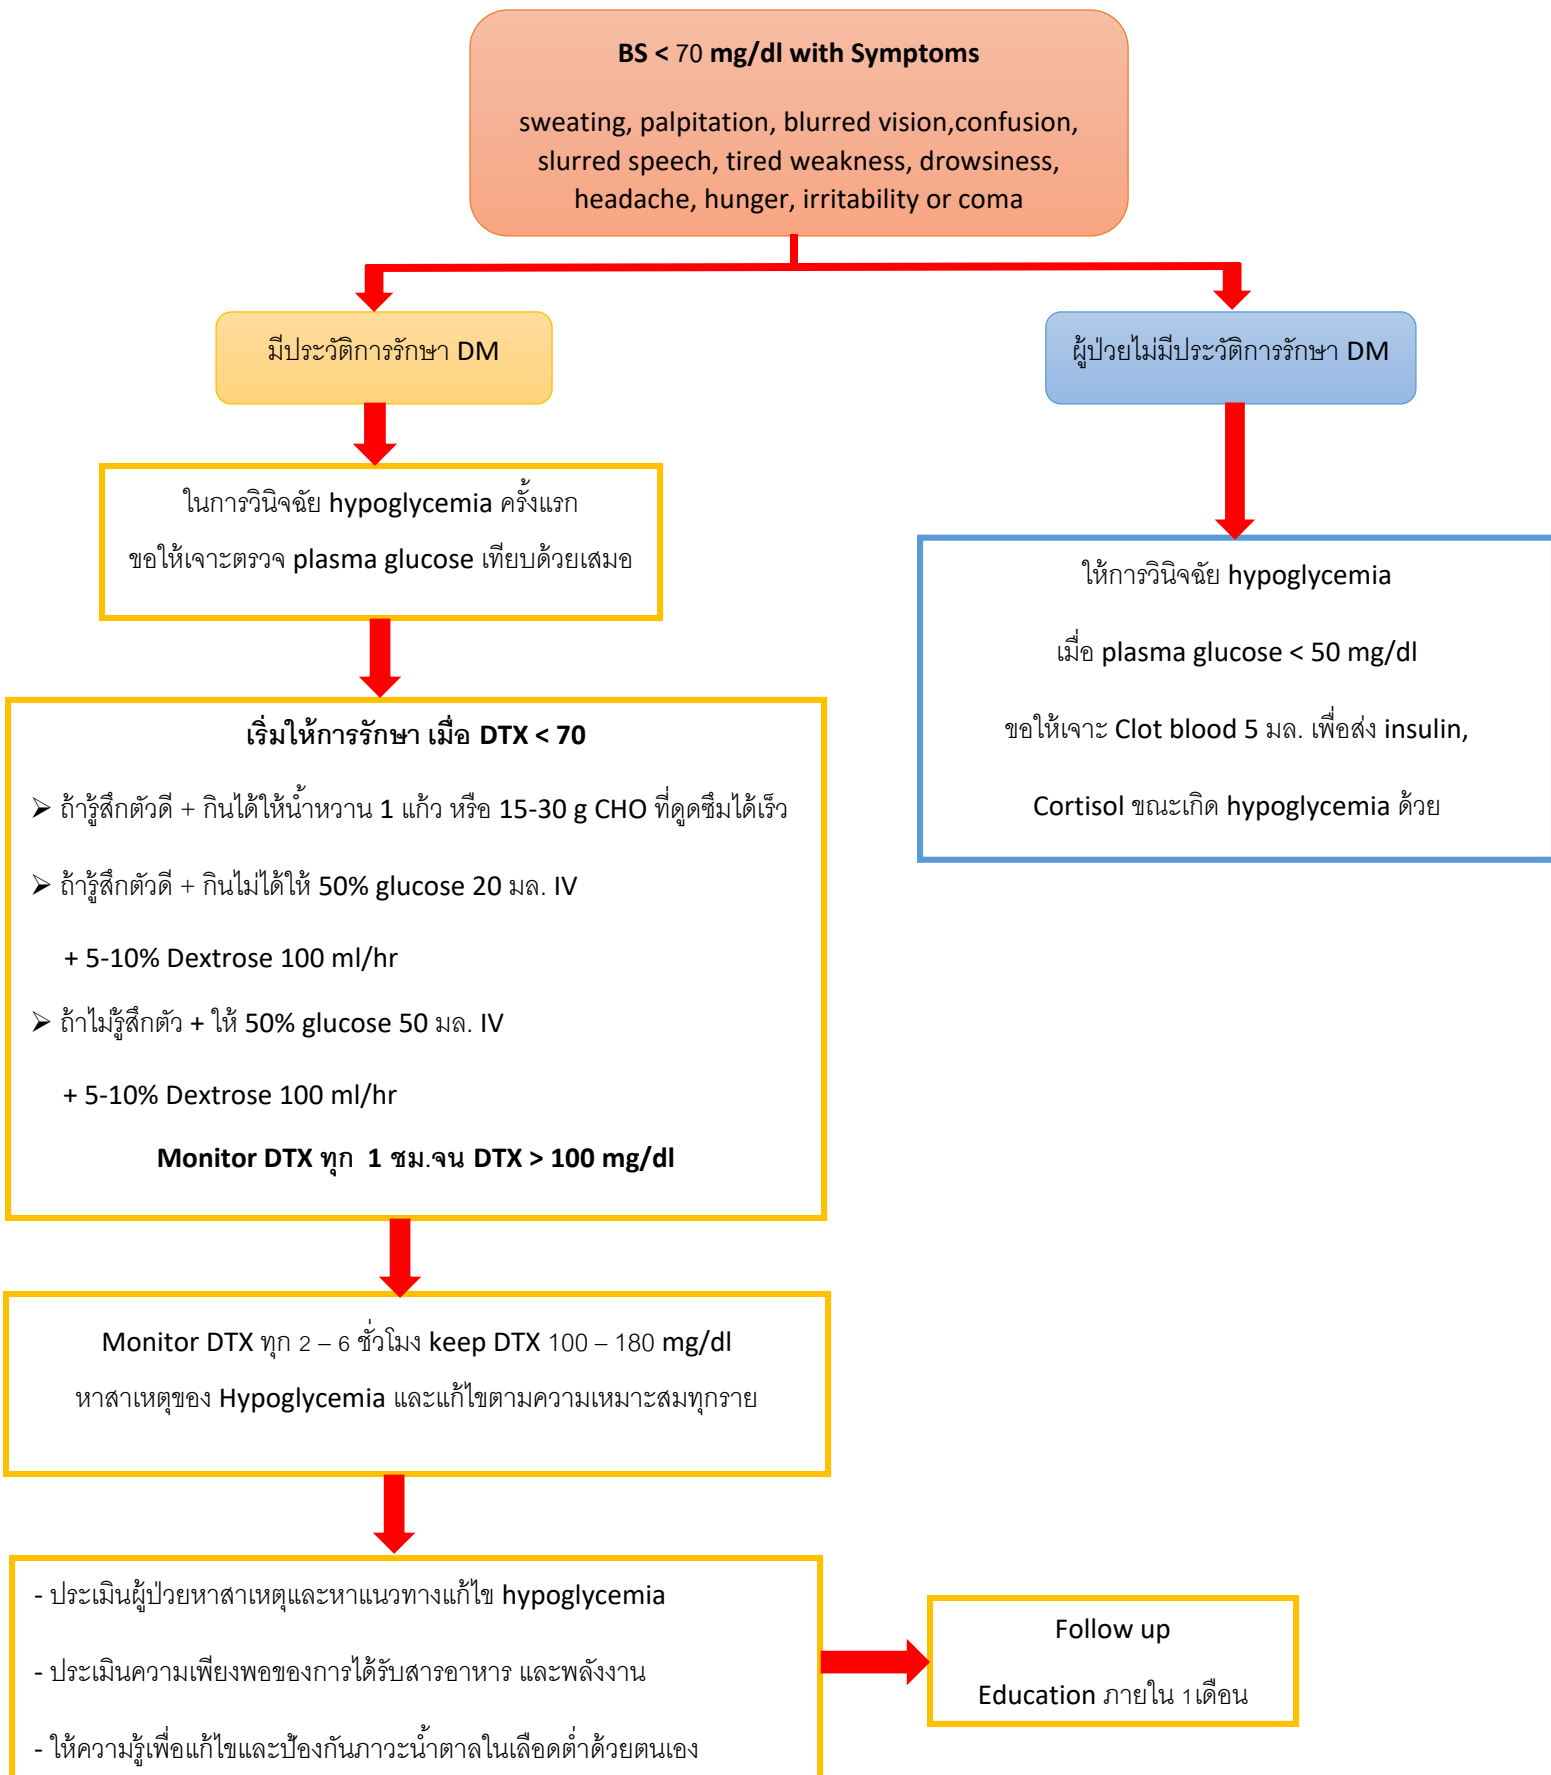 BS < 70 mg/dl with Symptoms
sweating, palpitation, blurred vision,confusion,
slurred speech, tired weakness, drowsiness,
headache, hunger, irritability or coma
มีประวัติการรักษา DM
ผู้ป่วยไม่มีประวัติการรักษา DM
ในการวินิจฉัย hypoglycemia ครั้งแรก
ขอให้เจาะตรวจ plasma glucose เทียบด้วยเสมอ
ให้การวินิจฉัย hypoglycemia
เมื่อ plasma glucose < 50 mg/dl
ขอให้เจาะ Clot blood 5 มล. เพื่อส่ง insulin,
Cortisol ขณะเกิด hypoglycemia ด้วย
เริ่มให้การรักษา เมื่อ DTX < 70
➢ ถ้ารู้สึกตัวดี + กินได้ให้น้ำหวาน 1 แก้ว หรือ 15-30 g CHO ที่ดูดซึมได้เร็ว
➢ ถ้ารู้สึกตัวดี + กินไม่ได้ให้ 50% glucose 20 มล. IV
+ 5-10% Dextrose 100 ml/hr
➢ ถ้าไม่รู้สึกตัว + ให้ 50% glucose 50 มล. IV
+ 5-10% Dextrose 100 ml/hr
Monitor DTX ทุก 1 ชม.จน DTX > 100 mg/dl
Monitor DTX ทุก 2 – 6 ชั่วโมง keep DTX 100 – 180 mg/dl
หาสาเหตุของ Hypoglycemia และแก้ไขตามความเหมาะสมทุกราย
- ประเมินผู้ป่วยหาสาเหตุและหาแนวทางแก้ไข hypoglycemia
- ประเมินความเพียงพอของการได้รับสารอาหาร และพลังงาน
- ให้ความรู้เพื่อแก้ไขและป้องกันภาวะน้ำตาลในเลือดต่ำด้วยตนเอง
Follow up
Education ภายใน 1เดือน